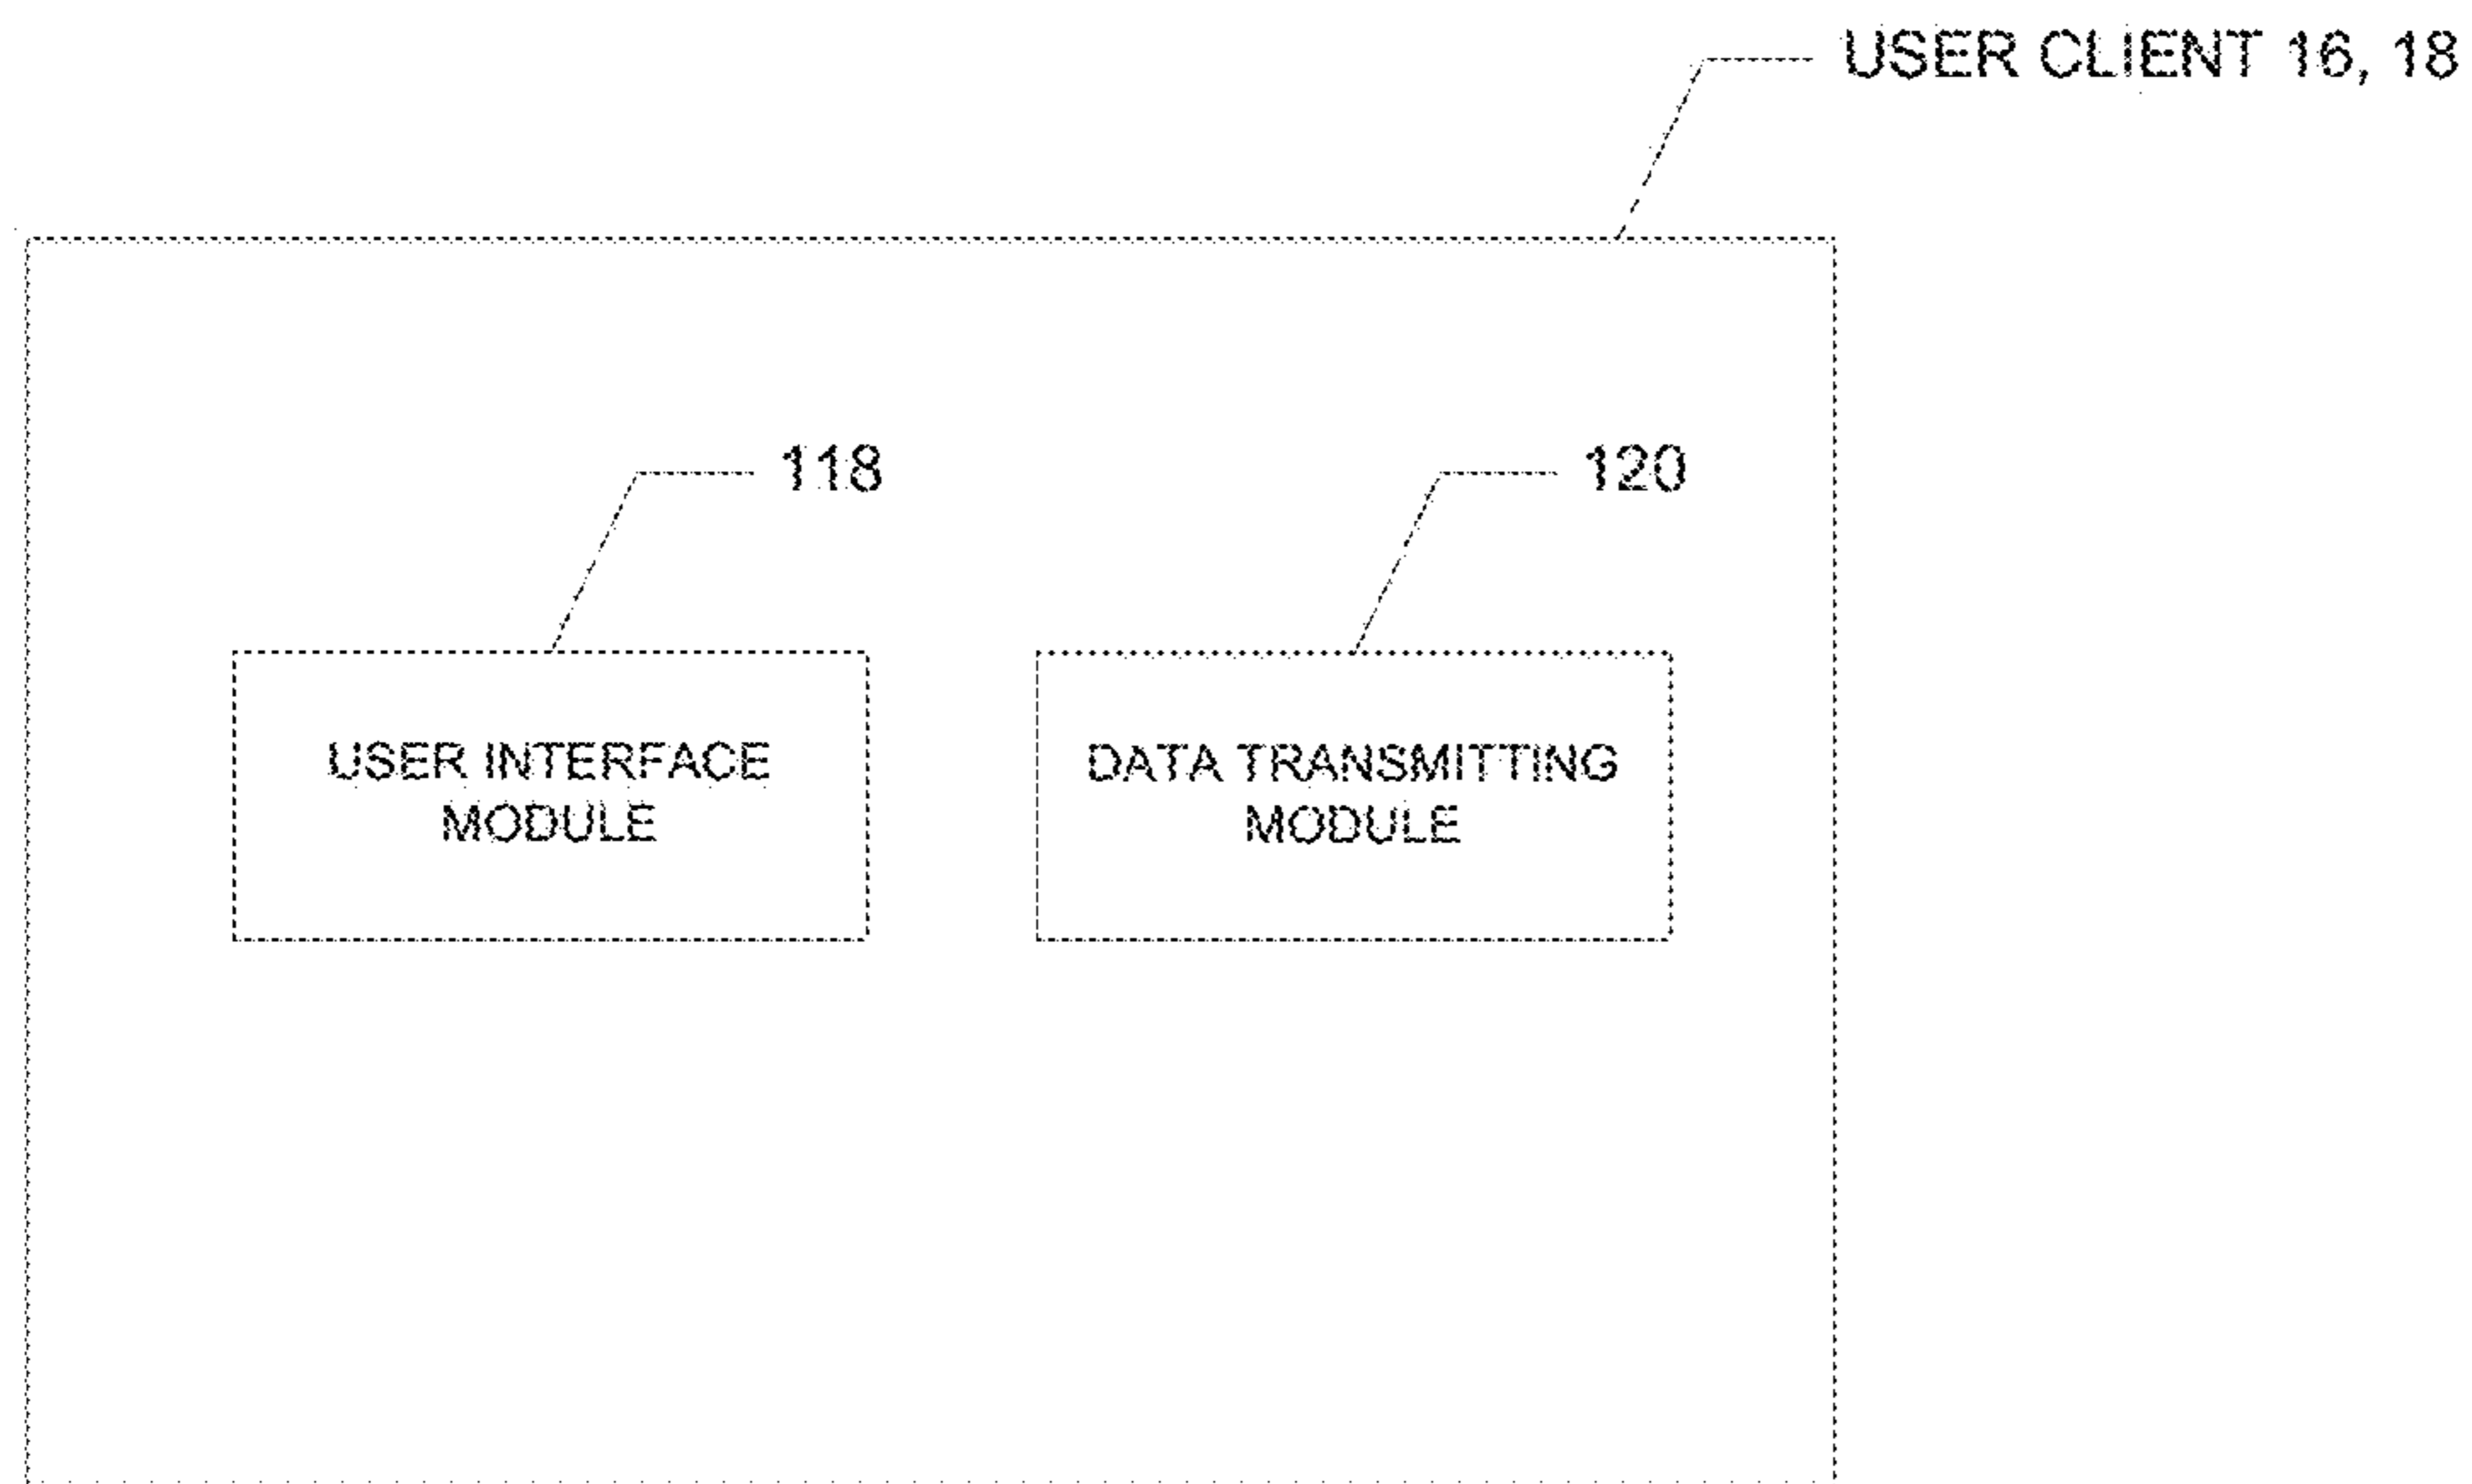 USER CLIENT 16, 18
118
120
USER INTERFACE
MODULE
DATA TRANSMITTING
MODULE